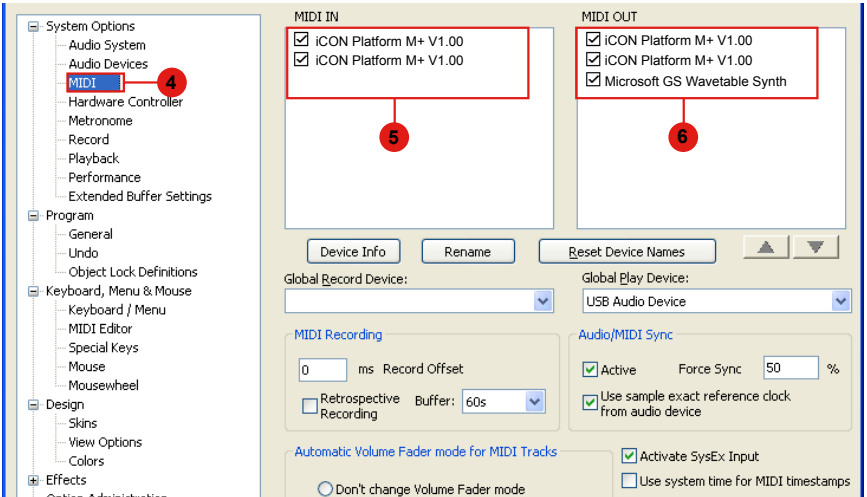 System Options
Audio System
Audio Devices
MIDI
4
Hardware Controller
Metronome
Record
Playback
Performance
Extended Buffer Settings
Program
General
Undo
Object Lock Definitions
Keyboard, Menu & Mouse
Keyboard / Menu
MIDI Editor
Special Keys
Mouse
Mousewheel
Design
Skins
View Options
Colors
Effects
Option Administration
MIDI IN
iCON Platform M+ V1.00
iCON Platform M+ V1.00
5
MIDI OUT
iCON Platform M+ V1.00
iCON Platform M+ V1.00
Microsoft GS Wavetable Synth
6
Device Info
Rename
Reset Device Names
Global Record Device:
Global Play Device:
USB Audio Device
MIDI Recording
0 ms Record Offset
Retrospective Recording
Buffer: 60s
Audio/MIDI Sync
Active
Force Sync 50 %
Use sample exact reference clock
from audio device
Automatic Volume Fader mode for MIDI Tracks
Don't change Volume Fader mode
Activate SysEx Input
Use system time for MIDI timestamps